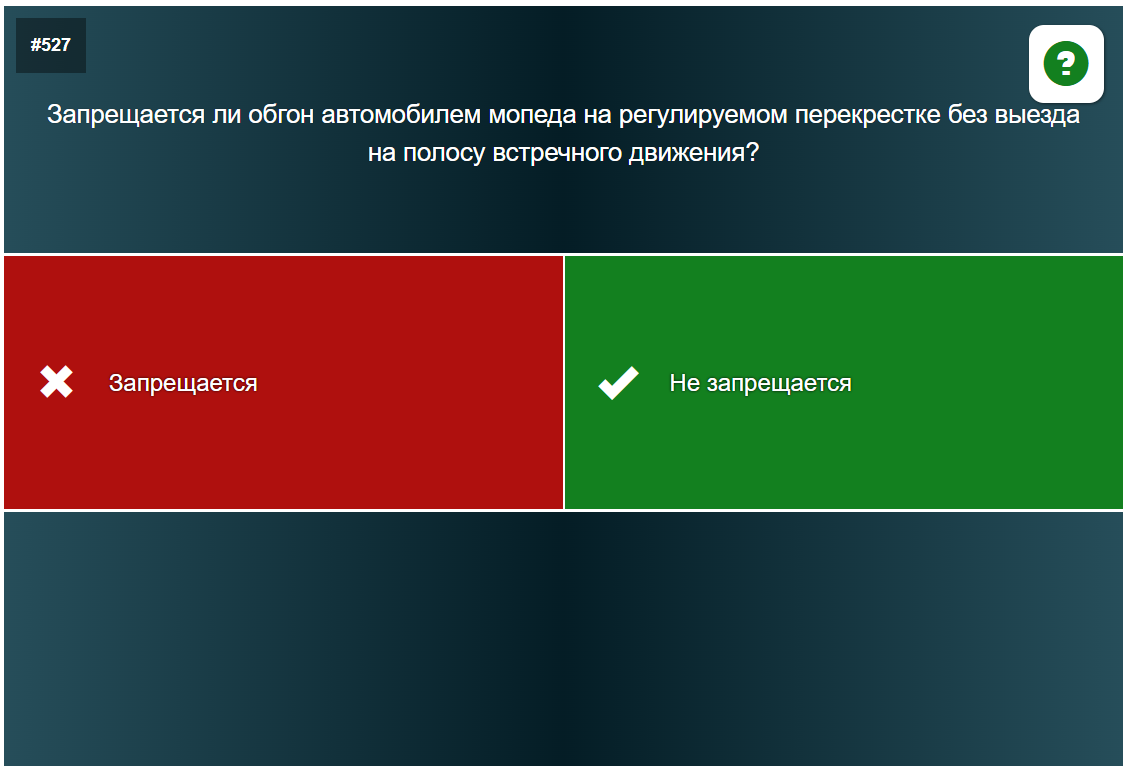 #527
?
Запрещается ли обгон автомобилем мопеда на регулируемом перекрестке без выезда
на полосу встречного движения?
Запрещается
Не запрещается